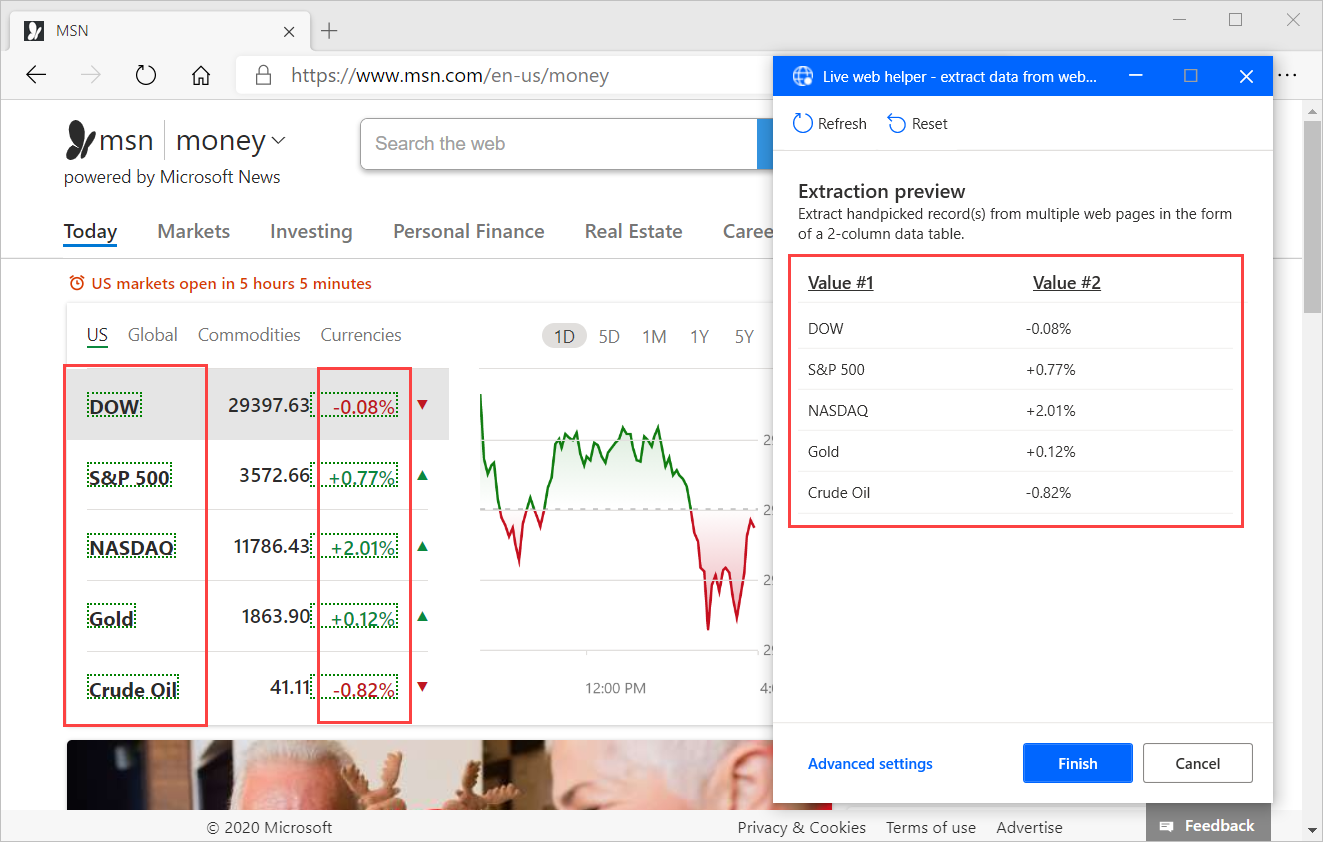 MSN
https://www.msn.com/en-us/money
Live web helper - extract data from web...
Refresh Reset
msn money
powered by Microsoft News
Search the web
Today Markets Investing Personal Finance Real Estate Caree
US markets open in 5 hours 5 minutes
US Global Commodities Currencies 1D 5D 1M 1Y 5Y
DOW 29397.63 -0.08%
S&P 500 3572.66 +0.77%
NASDAQ 11786.43 +2.01%
Gold 1863.90 +0.12%
Crude Oil 41.11 -0.82%
29
29
29
29
12:00 PM 4:0
Extraction preview
Extract handpicked record(s) from multiple web pages in the form
of a 2-column data table.
Value #1 Value #2
DOW -0.08%
S&P 500 +0.77%
NASDAQ +2.01%
Gold +0.12%
Crude Oil -0.82%
Advanced settings Finish Cancel
© 2020 Microsoft Privacy & Cookies Terms of use Advertise Feedback